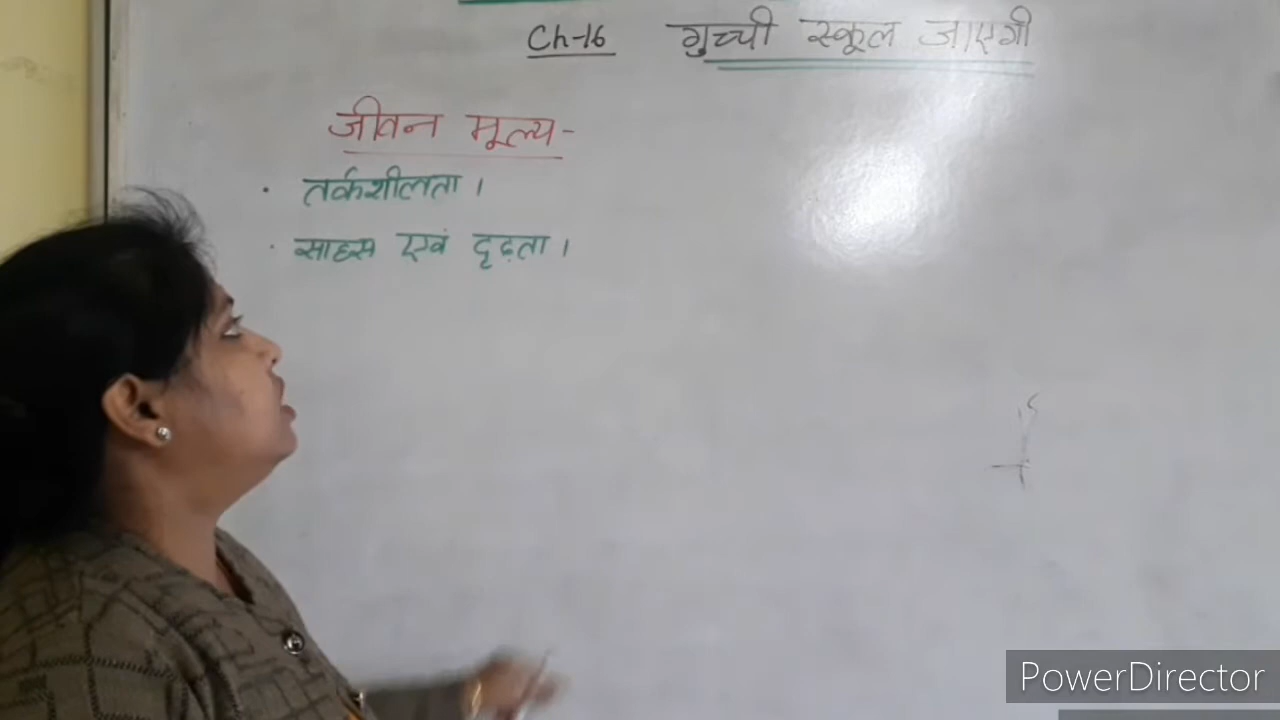 Ch-16 गुच्ची स्कूल जाएगी
जीवन मूल्य-
• तर्कशीलता ।
• साहस एवं दृढ़ता ।
PowerDirector